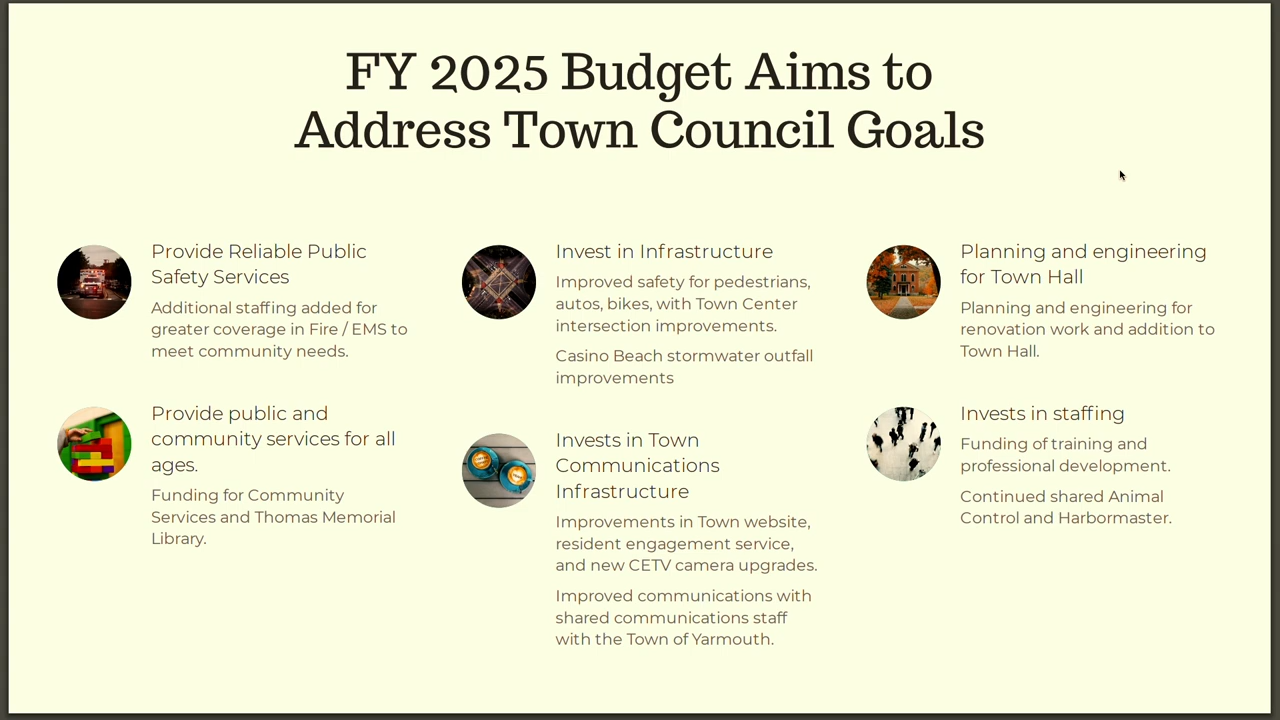 FY 2025 Budget Aims to
Address Town Council Goals
Provide Reliable Public
Safety Services
Additional staffing added for
greater coverage in Fire / EMS to
meet community needs.
Invest in Infrastructure
Improved safety for pedestrians,
autos, bikes, with Town Center
intersection improvements.
Casino Beach stormwater outfall
improvements
Planning and engineering
for Town Hall
Planning and engineering for
renovation work and addition to
Town Hall.
Provide public and
community services for all
ages.
Funding for Community
Services and Thomas Memorial
Library.
Invests in Town
Communications
Infrastructure
Improvements in Town website,
resident engagement service,
and new CETV camera upgrades.
Improved communications with
shared communications staff
with the Town of Yarmouth.
Invests in staffing
Funding of training and
professional development.
Continued shared Animal
Control and Harbormaster.